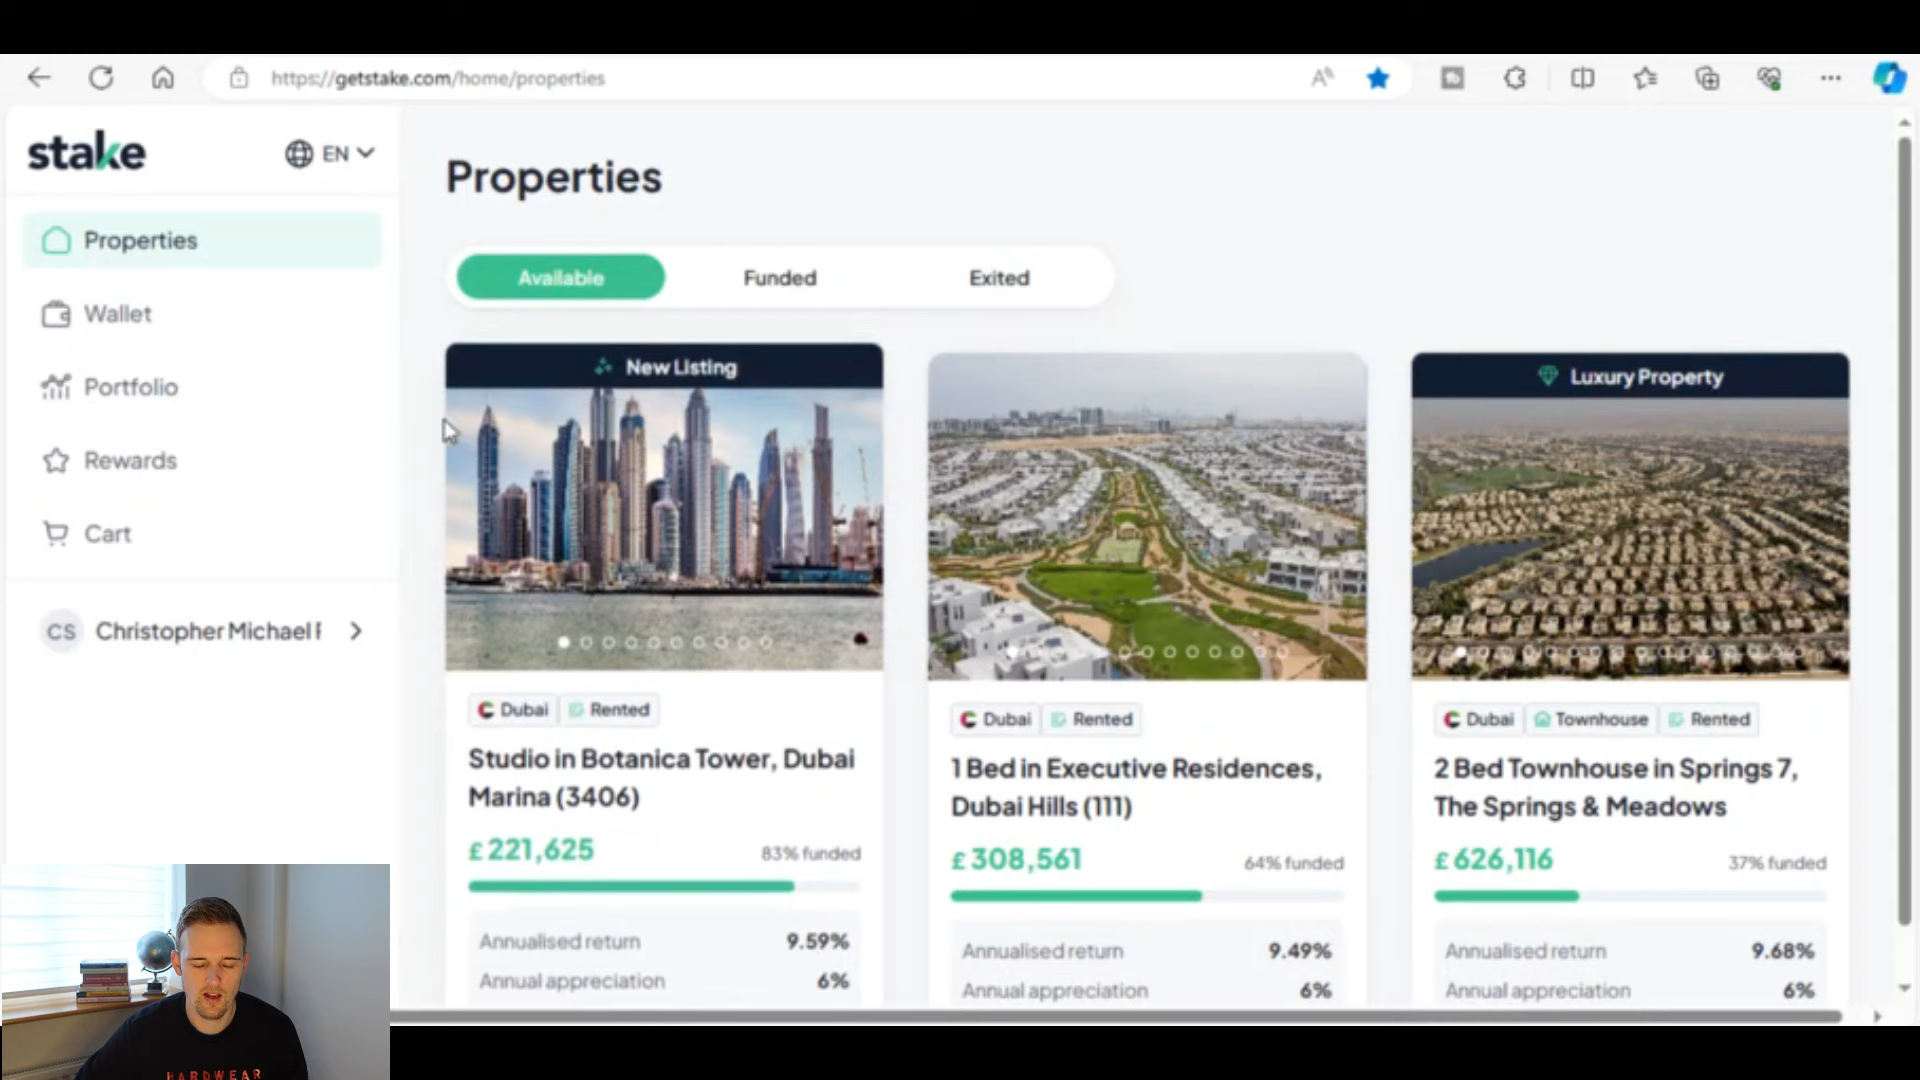 https://getstake.com/home/properties
stake
EN
Properties
Wallet
Portfolio
Rewards
Cart
CS
Christopher Michael
Properties
Available
Funded
Exited
New Listing
Dubai
Rented
Studio in Botanica Tower, Dubai
Marina (3406)
£ 221,625
83% funded
Annualised return
9.59%
Annual appreciation
6%
Dubai
Rented
1 Bed in Executive Residences,
Dubai Hills (111)
£ 308,561
64% funded
Annualised return
9.49%
Annual appreciation
6%
Luxury Property
Dubai
Townhouse
Rented
2 Bed Townhouse in Springs 7,
The Springs & Meadows
£ 626,116
37% funded
Annualised return
9.68%
Annual appreciation
6%
HARDWEAR